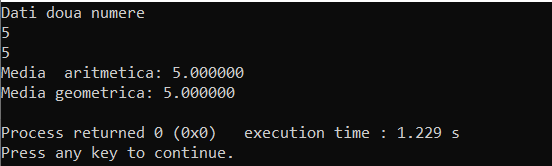 Dati doua numere
5
5
Media  aritmetica: 5.000000
Media geometrica: 5.000000
Process returned 0 (0x0)   execution time : 1.229 s
Press any key to continue.